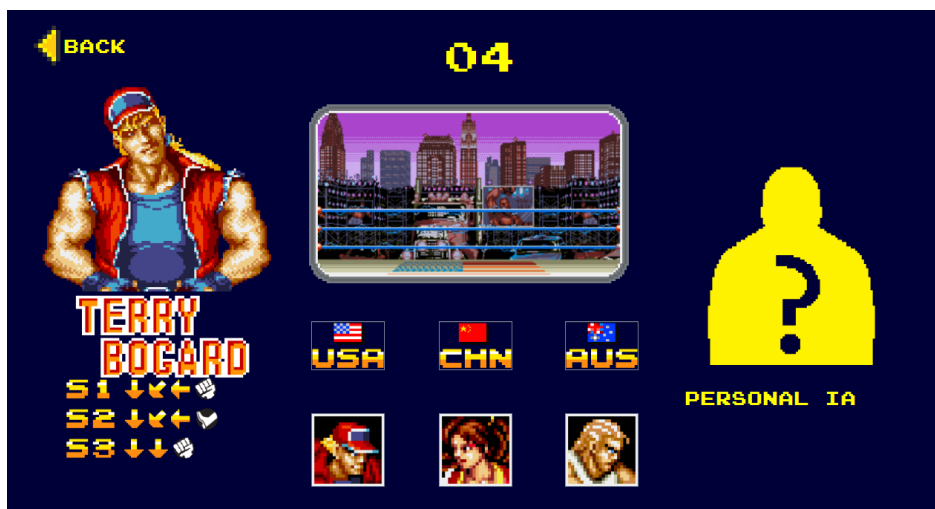 BACK
04
TERRY
BOGARD
S1
S2
S3
USA
CHN
AUS
PERSONAL IA
?